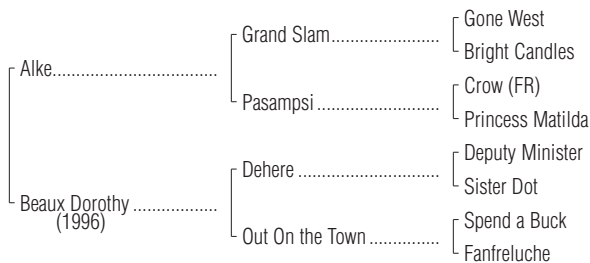 Gone West
Grand Slam........................
Bright Candles
Alke.................................
Crow (FR)
Pasampsi ...........................
Princess Matilda
Deputy Minister
Dehere ...............................
Sister Dot
Beaux Dorothy .................
(1996)
Spend a Buck
Out On the Town ...............
Fanfreluche